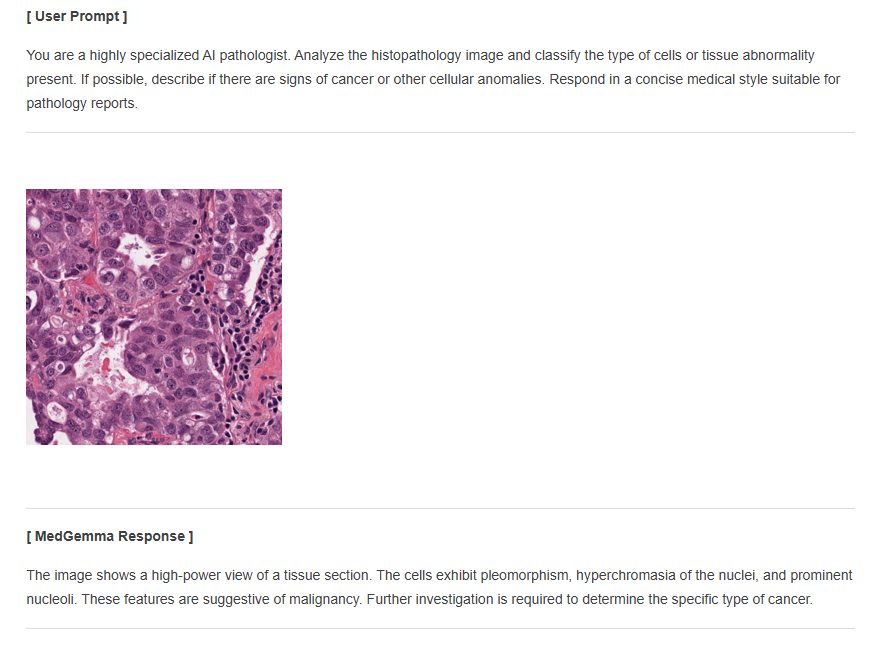 [ User Prompt ]
You are a highly specialized AI pathologist. Analyze the histopathology image and classify the type of cells or tissue abnormality
present. If possible, describe if there are signs of cancer or other cellular anomalies. Respond in a concise medical style suitable for
pathology reports.
[ MedGemma Response ]
The image shows a high-power view of a tissue section. The cells exhibit pleomorphism, hyperchromasia of the nuclei, and prominent
nucleoli. These features are suggestive of malignancy. Further investigation is required to determine the specific type of cancer.